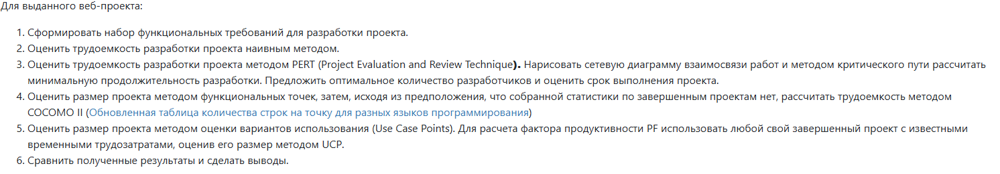 Для выданного веб-проекта:
1. Сформировать набор функциональных требований для разработки проекта.
2. Оценить трудоемкость разработки проекта наивным методом.
3. Оценить трудоемкость разработки проекта методом PERT (Project Evaluation and Review Technique). Нарисовать сетевую диаграмму взаимосвязи работ и методом критического пути рассчитать
минимальную продолжительность разработки. Предложить оптимальное количество разработчиков и оценить срок выполнения проекта.
4. Оценить размер проекта методом функциональных точек, затем, исходя из предположения, что собранной статистики по завершенным проектам нет, рассчитать трудоемкость методом
COCOMO II (Обновленная таблица количества строк на точку для разных языков программирования)
5. Оценить размер проекта методом оценки вариантов использования (Use Case Points). Для расчета фактора продуктивности PF использовать любой свой завершенный проект с известными
временными трудозатратами, оценив его размер методом UCP.
6. Сравнить полученные результаты и сделать выводы.